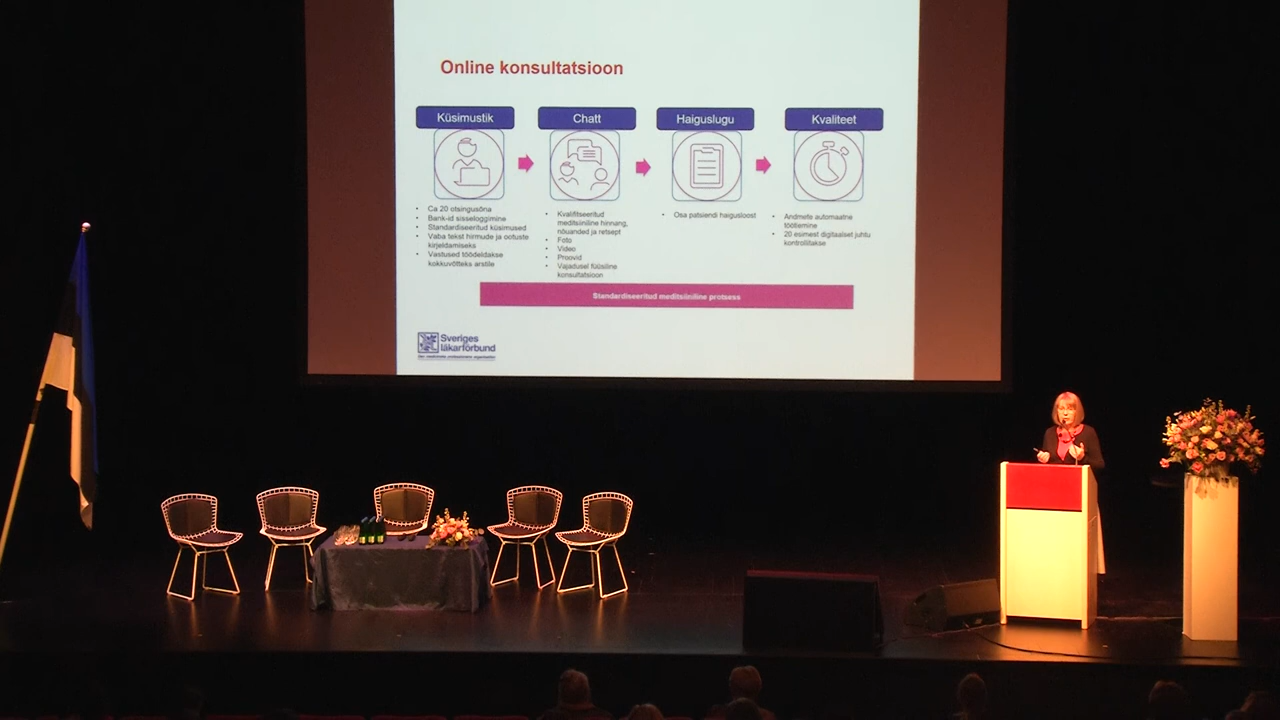 Online konsultatsioon
Küsimustik
Chatt
Haiguslugu
Kvaliteet
• Ca 20 otsingusõna
• Bank-id sisseloggimine
• Standardiseeritud küsimused
• Vaba tekst hirmude ja ootuste
kirjeldamiseks
• Vastused töödeldakse
kokkuvõtteks arstile
• Kvalifitseeritud
meditsiiniline hinnang,
nõuanded ja retsept
• Foto
• Video
• Proovid
• Vajadusel füüsiline
konsultatsioon
• Osa patsiendi haigusloost
• Andmete automaatne
töötlemine
• 20 esimest digitaalset juhtu
kontrollitakse
Standardiseeritud meditsiiniline protsess
Sveriges
läkarförbund